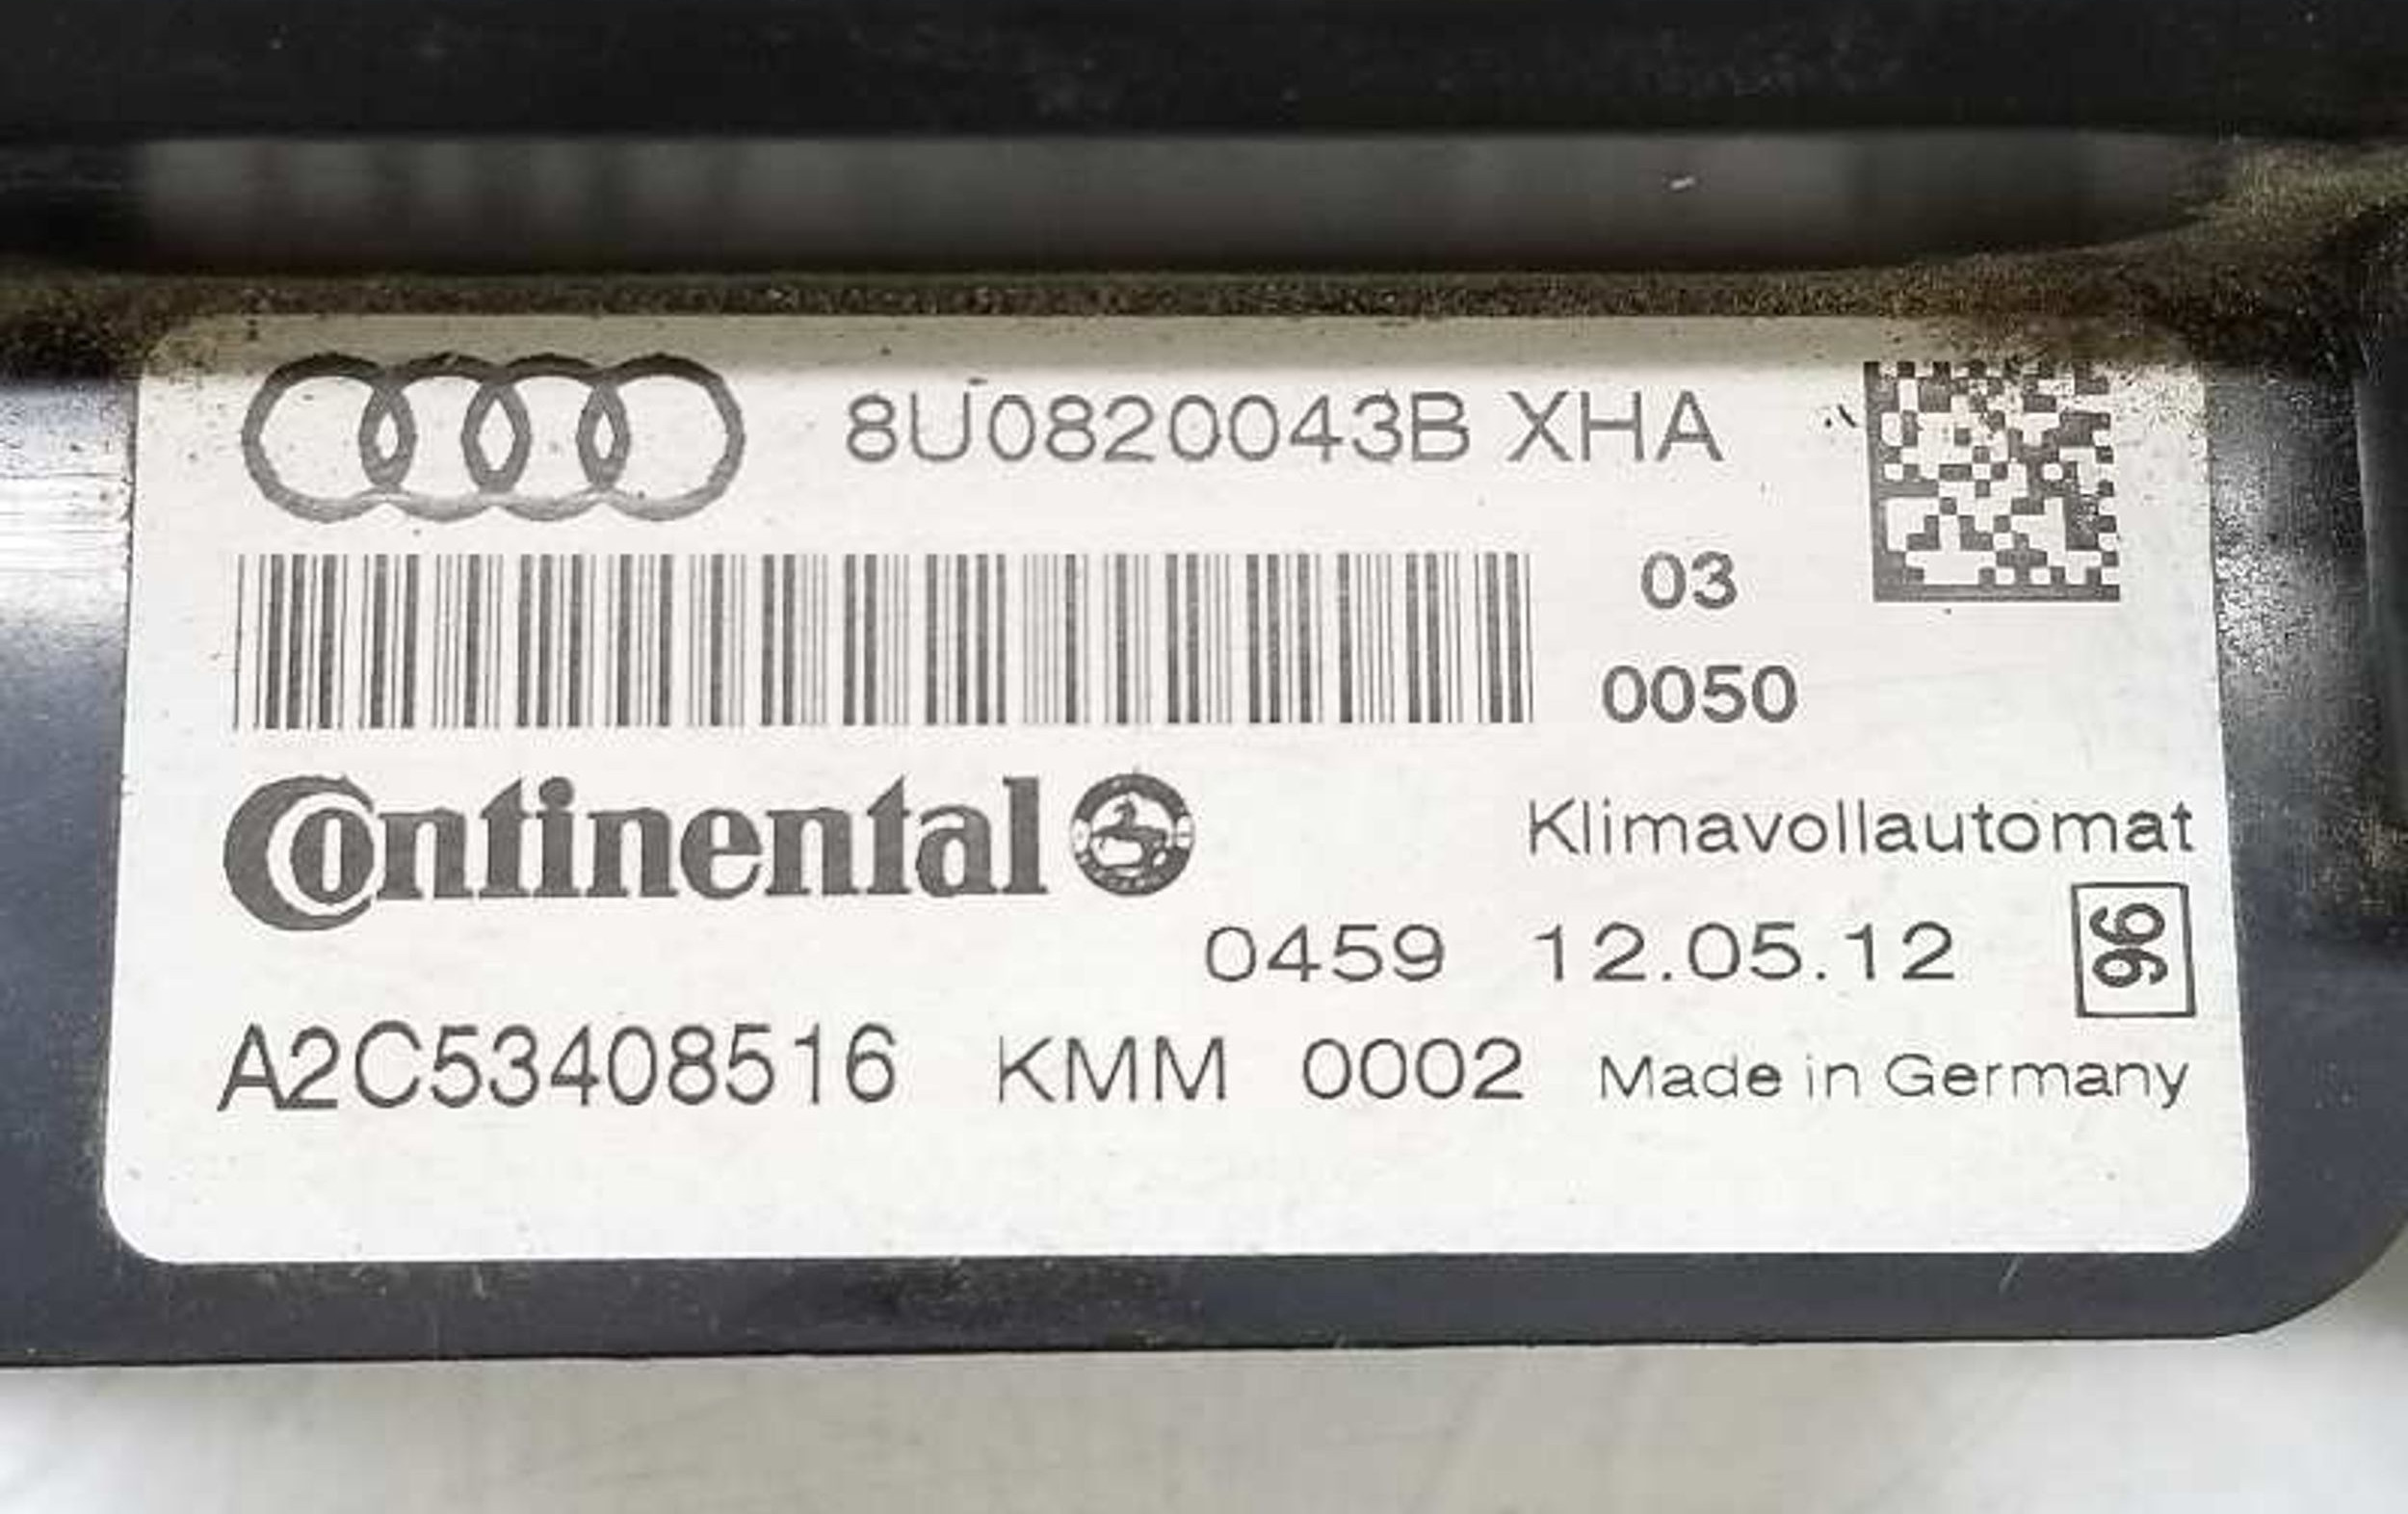 8U0820043B XHA
03
0050
Continental
Klimavollautomat
0459 12.05.12 96
A2C53408516 KMM 0002 Made in Germany